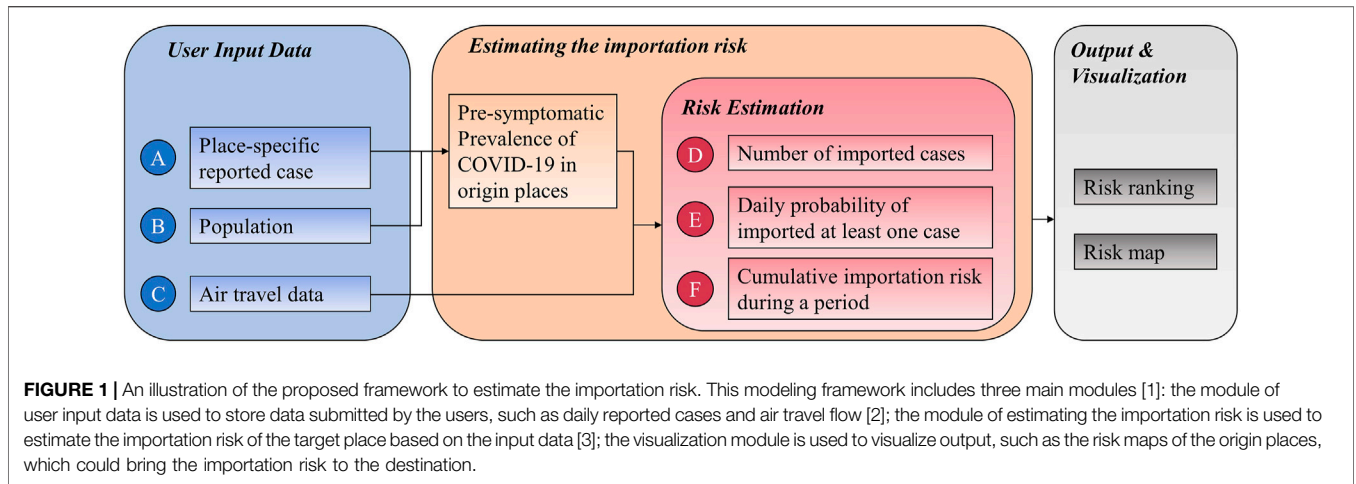 User Input Data
A
Place-specific
reported case
B
Population
C
Air travel data
Estimating the importation risk
Pre-symptomatic
Prevalence of
COVID-19 in
origin places
Risk Estimation
D
Number of imported cases
E
Daily probability of
imported at least one case
F
Cumulative importation risk
during a period
Output &
Visualization
Risk ranking
Risk map
FIGURE 1 | An illustration of the proposed framework to estimate the importation risk. This modeling framework includes three main modules [1]: the module of
user input data is used to store data submitted by the users, such as daily reported cases and air travel flow [2]; the module of estimating the importation risk is used to
estimate the importation risk of the target place based on the input data [3]; the visualization module is used to visualize output, such as the risk maps of the origin places,
which could bring the importation risk to the destination.